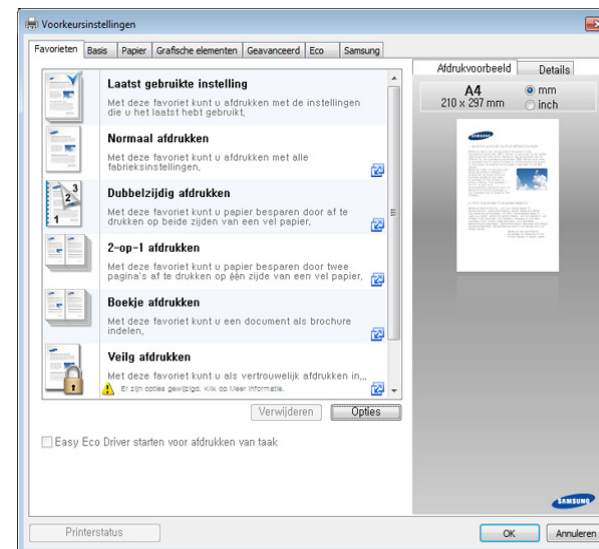 Voorkeursinstellingen
Favorieten Basis Papier Grafische elementen Geavanceerd Eco Samsung
Laatst gebruikte instelling
Met deze favoriet kunt u afdrukken met de instellingen
die u het laatst hebt gebruikt.
Normaal afdrukken
Met deze favoriet kunt u afdrukken met alle
fabrieksinstellingen.
1 2 3
Dubbelzijdig afdrukken
Met deze favoriet kunt u papier besparen door af te
drukken op beide zijden van een vel papier.
2-op-1 afdrukken
Met deze favoriet kunt u papier besparen door twee
pagina's af te drukken op één zijde van een vel papier.
Boekje afdrukken
Met deze favoriet kunt u een document als brochure
indelen.
Veilg afdrukken
Met deze favoriet kunt u als vertrouwelijk afdrukken in...
Er zijn opties gewijzigd. Klik op Meer informatie.
Verwijderen Opties
Easy Eco Driver starten voor afdrukken van taak
Afdrukvoorbeeld Details
A4
210 x 297 mm
mm
inch
SAMSUNG
Printerstatus
OK Annuleren